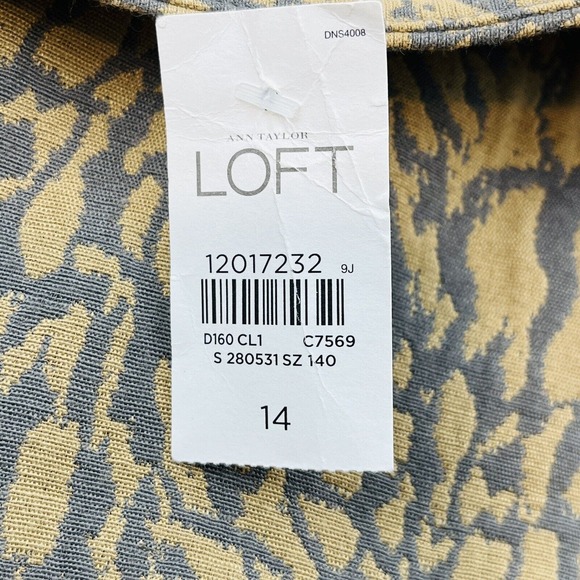 DNS4008
ANN TAYLOR
LOFT
12017232 9J
D160 CL1 C7569
S 280531 SZ 140
14